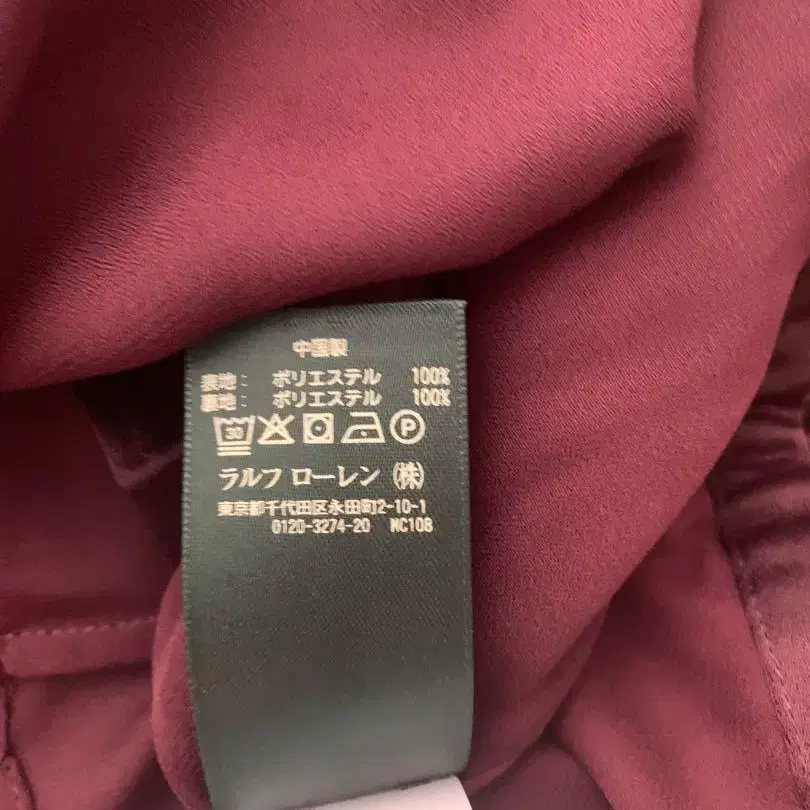 中国製
表地: ポリエステル 100%
裏地: ポリエステル 100%
30 P
ラルフ ローレン (株)
東京都千代田区永田町2-10-1
0120-3274-20 MC108